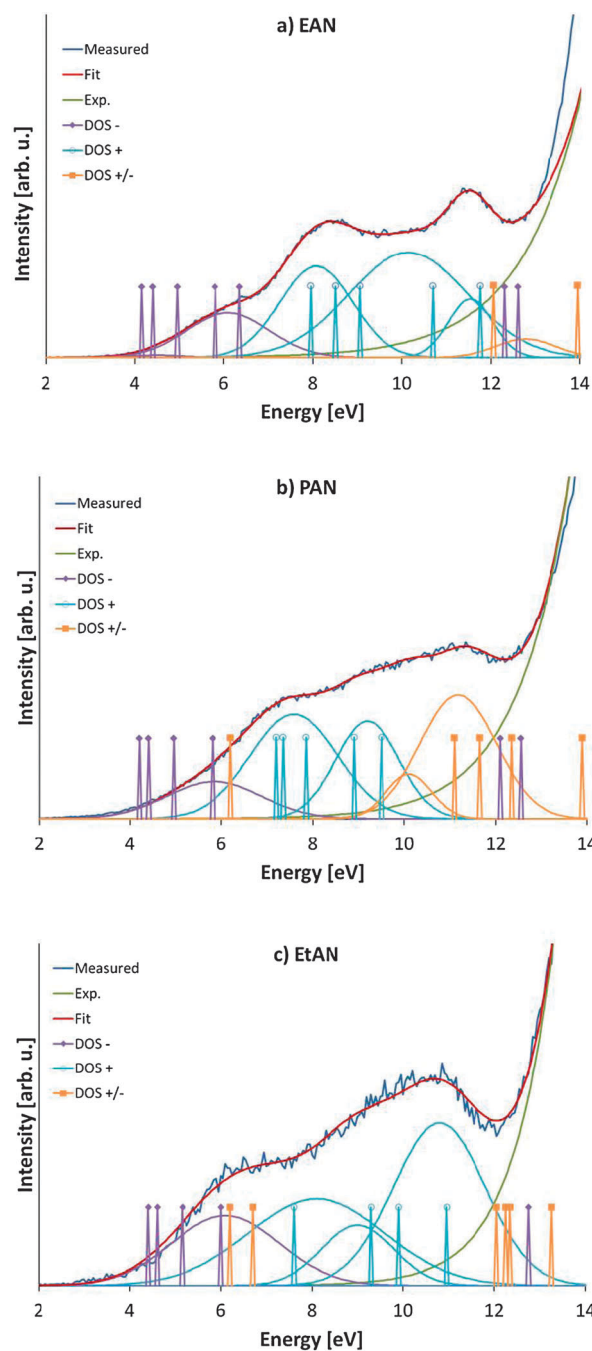 a) EAN
Measured
Fit
Exp.
DOS -
DOS +
DOS +/-
Intensity [arb. u.]
2 4 6 8 10 12 14
Energy [eV]
b) PAN
Measured
Fit
Exp.
DOS -
DOS +
DOS +/-
Intensity [arb. u.]
2 4 6 8 10 12 14
Energy [eV]
c) EtAN
Measured
Exp.
Fit
DOS -
DOS +
DOS +/-
Intensity [arb. u.]
2 4 6 8 10 12 14
Energy [eV]